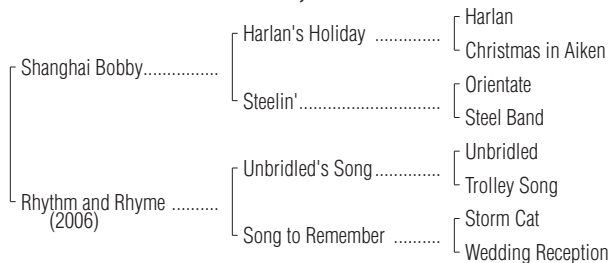 Harlan
Harlan's Holiday ..............
Christmas in Aiken
Shanghai Bobby...............
Orientate
Steelin'............................
Steel Band
Unbridled
Unbridled's Song...............
Trolley Song
Rhythm and Rhyme ..........
(2006)
Storm Cat
Song to Remember ..........
Wedding Reception